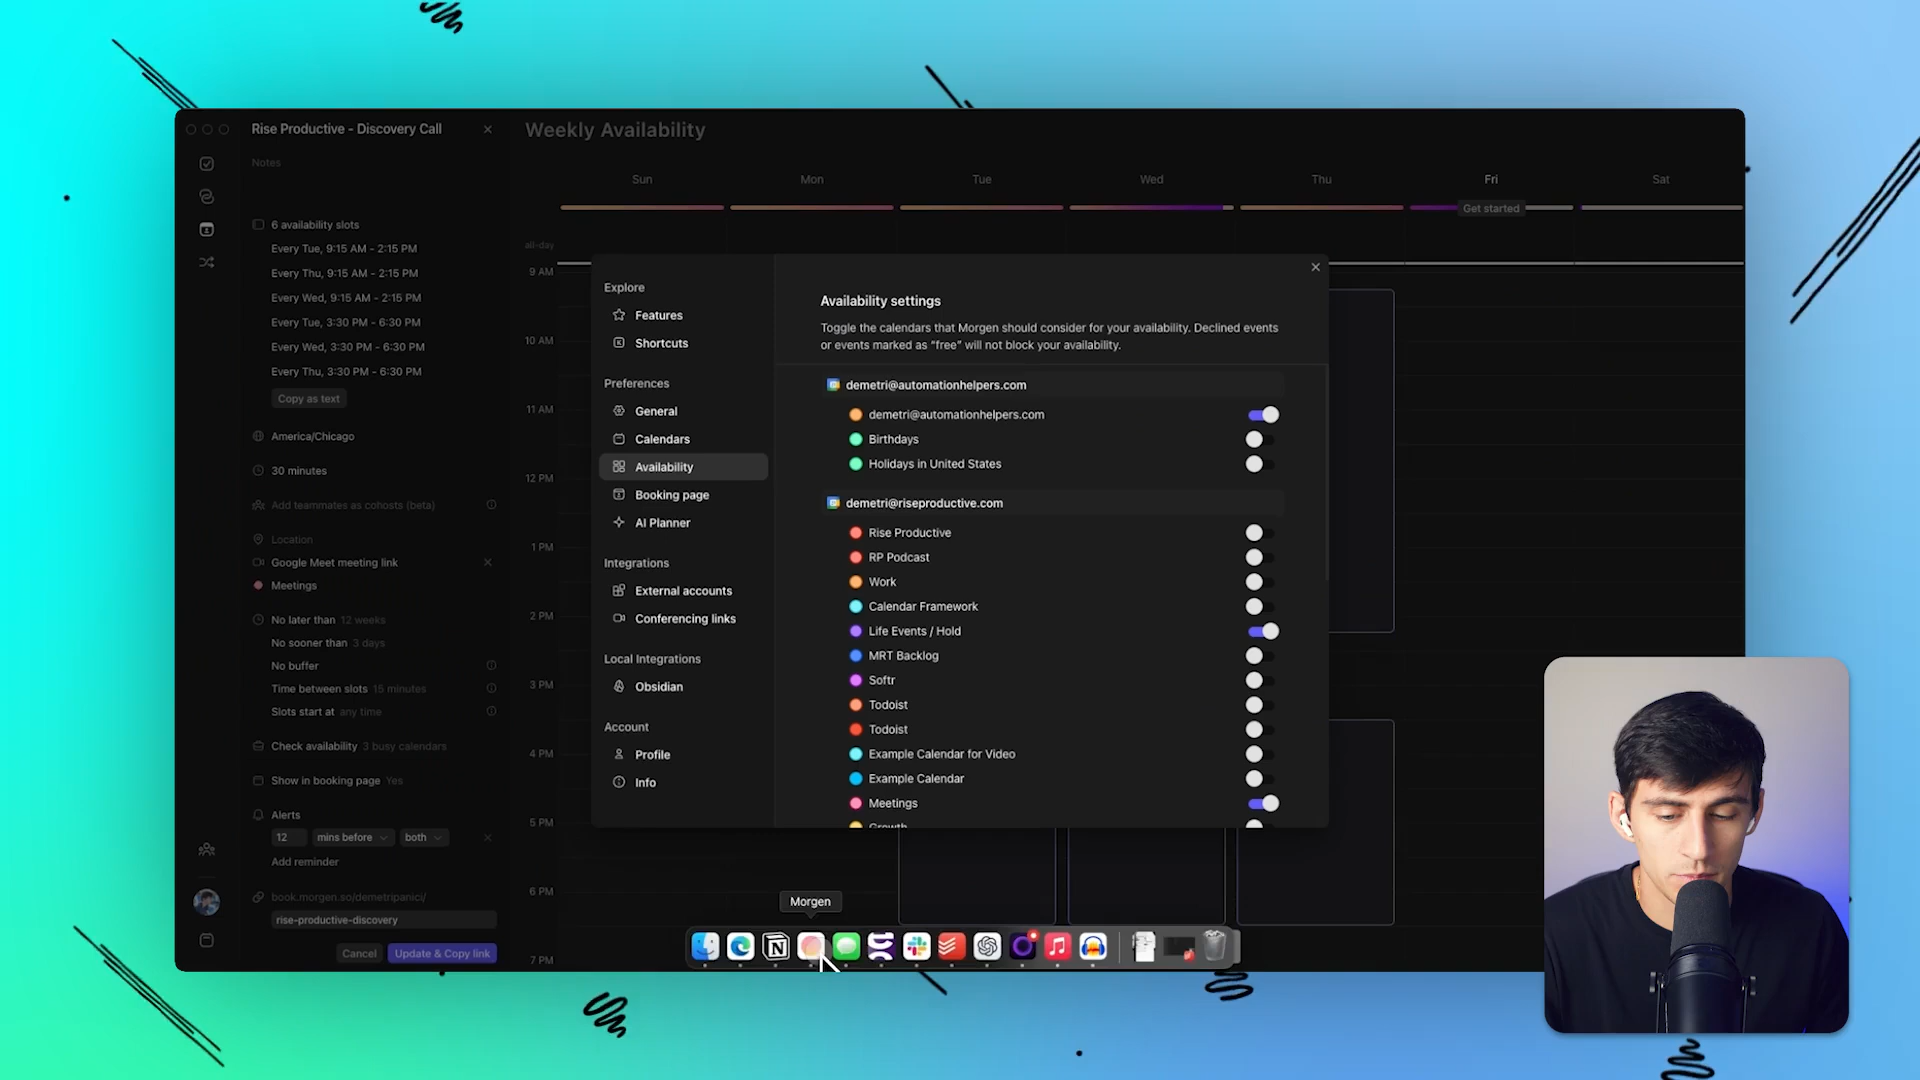 Rise Productive - Discovery Call
Notes
6 availability slots
Every Tue, 9:15 AM - 2:15 PM
Every Thu, 9:15 AM - 2:15 PM
Every Wed, 9:15 AM - 2:15 PM
Every Tue, 3:30 PM - 6:30 PM
Every Wed, 3:30 PM - 6:30 PM
Every Thu, 3:30 PM - 6:30 PM
Copy as text
America/Chicago
30 minutes
Add teammates as cohosts (beta)
Location
Google Meet meeting link
Meetings
No later than 12 weeks
No sooner than 3 days
No buffer
Time between slots 15 minutes
Slots start at any time
Check availability 3 busy calendars
Show in booking page Yes
Alerts
12 mins before both
Add reminder
book.morgen.so/demetripanici/
rise-productive-discovery
Cancel Update & Copy link
Weekly Availability
Sun Mon Tue Wed Thu Fri Sat
Get started
all-day
9 AM
10 AM
11 AM
12 PM
1 PM
2 PM
3 PM
4 PM
5 PM
6 PM
7 PM
Explore
Features
Shortcuts
Preferences
General
Calendars
Availability
Booking page
AI Planner
Integrations
External accounts
Conferencing links
Local Integrations
Obsidian
Account
Profile
Info
Availability settings
Toggle the calendars that Morgen should consider for your availability. Declined events
or events marked as “free” will not block your availability.
demetri@automationhelpers.com
demetri@automationhelpers.com
Birthdays
Holidays in United States
demetri@riseproductive.com
Rise Productive
RP Podcast
Work
Calendar Framework
Life Events / Hold
MRT Backlog
Softr
Todoist
Todoist
Example Calendar for Video
Example Calendar
Meetings
Growth
Morgen